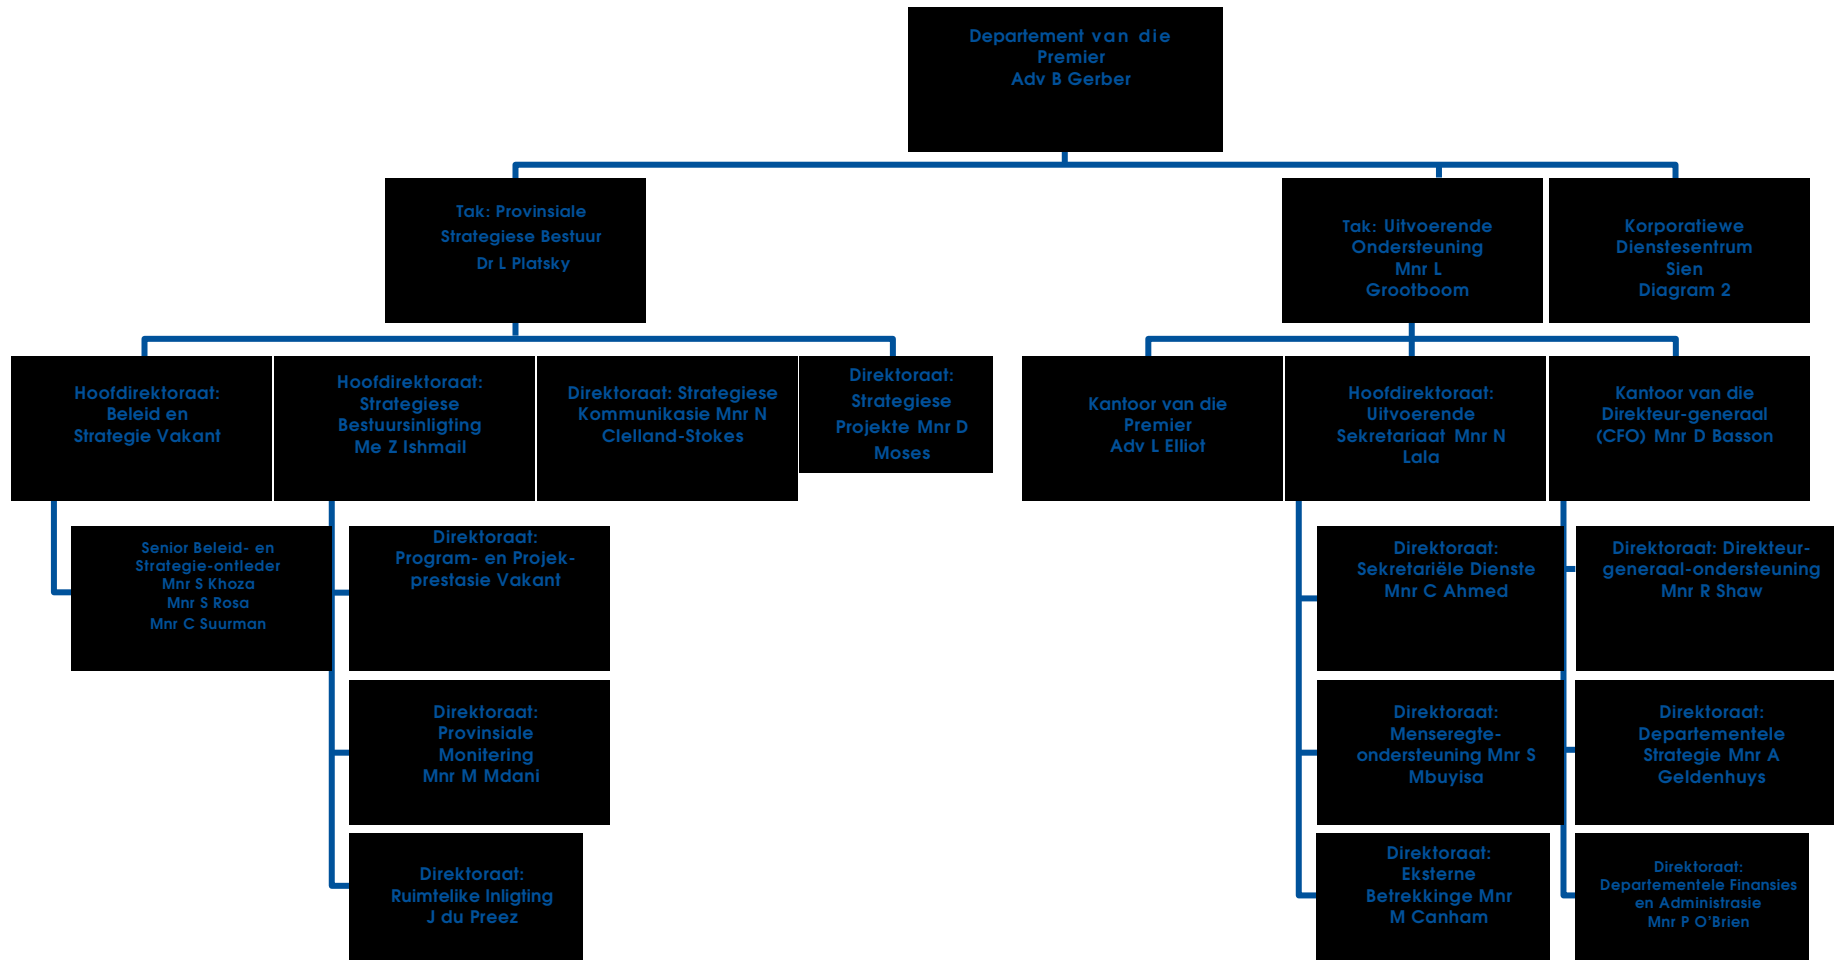 Departement van die
Premier
Adv B Gerber
Tak: Provinsiale
Strategiese Bestuur
Dr L Platsky
Tak: Uitvoerende
Ondersteuning
Mnr L
Grootboom
Korporatiewe
Dienstesentrum
Sien
Diagram 2
Hoofdirektoraat:
Beleid en
Strategie Vakant
Hoofdirektoraat:
Strategiese
Bestuursinligting
Me Z Ishmail
Direktoraat: Strategiese
Kommunikasie Mnr N
Clelland-Stokes
Direktoraat:
Strategiese
Projekte Mnr D
Moses
Kantoor van die
Premier
Adv L Elliot
Hoofdirektoraat:
Uitvoerende
Sekretariaat Mnr N
Lala
Kantoor van die
Direkteur-generaal
(CFO) Mnr D Basson
Senior Beleid- en
Strategie-ontleder
Mnr S Khoza
Mnr S Rosa
Mnr C Suurman
Direktoraat:
Program- en Projek-
prestasie Vakant
Direktoraat:
Provinsiale
Monitering
Mnr M Mdani
Direktoraat:
Ruimtelike Inligting
J du Preez
Direktoraat:
Sekretariële Dienste
Mnr C Ahmed
Direktoraat:
Menseregte-
ondersteuning Mnr S
Mbuyisa
Direktoraat:
Eksterne
Betrekkinge Mnr
M Canham
Direktoraat: Direkteur-
generaal-ondersteuning
Mnr R Shaw
Direktoraat:
Departementele
Strategie Mnr A
Geldenhuys
Direktoraat:
Departementele Finansies
en Administrasie
Mnr P O'Brien